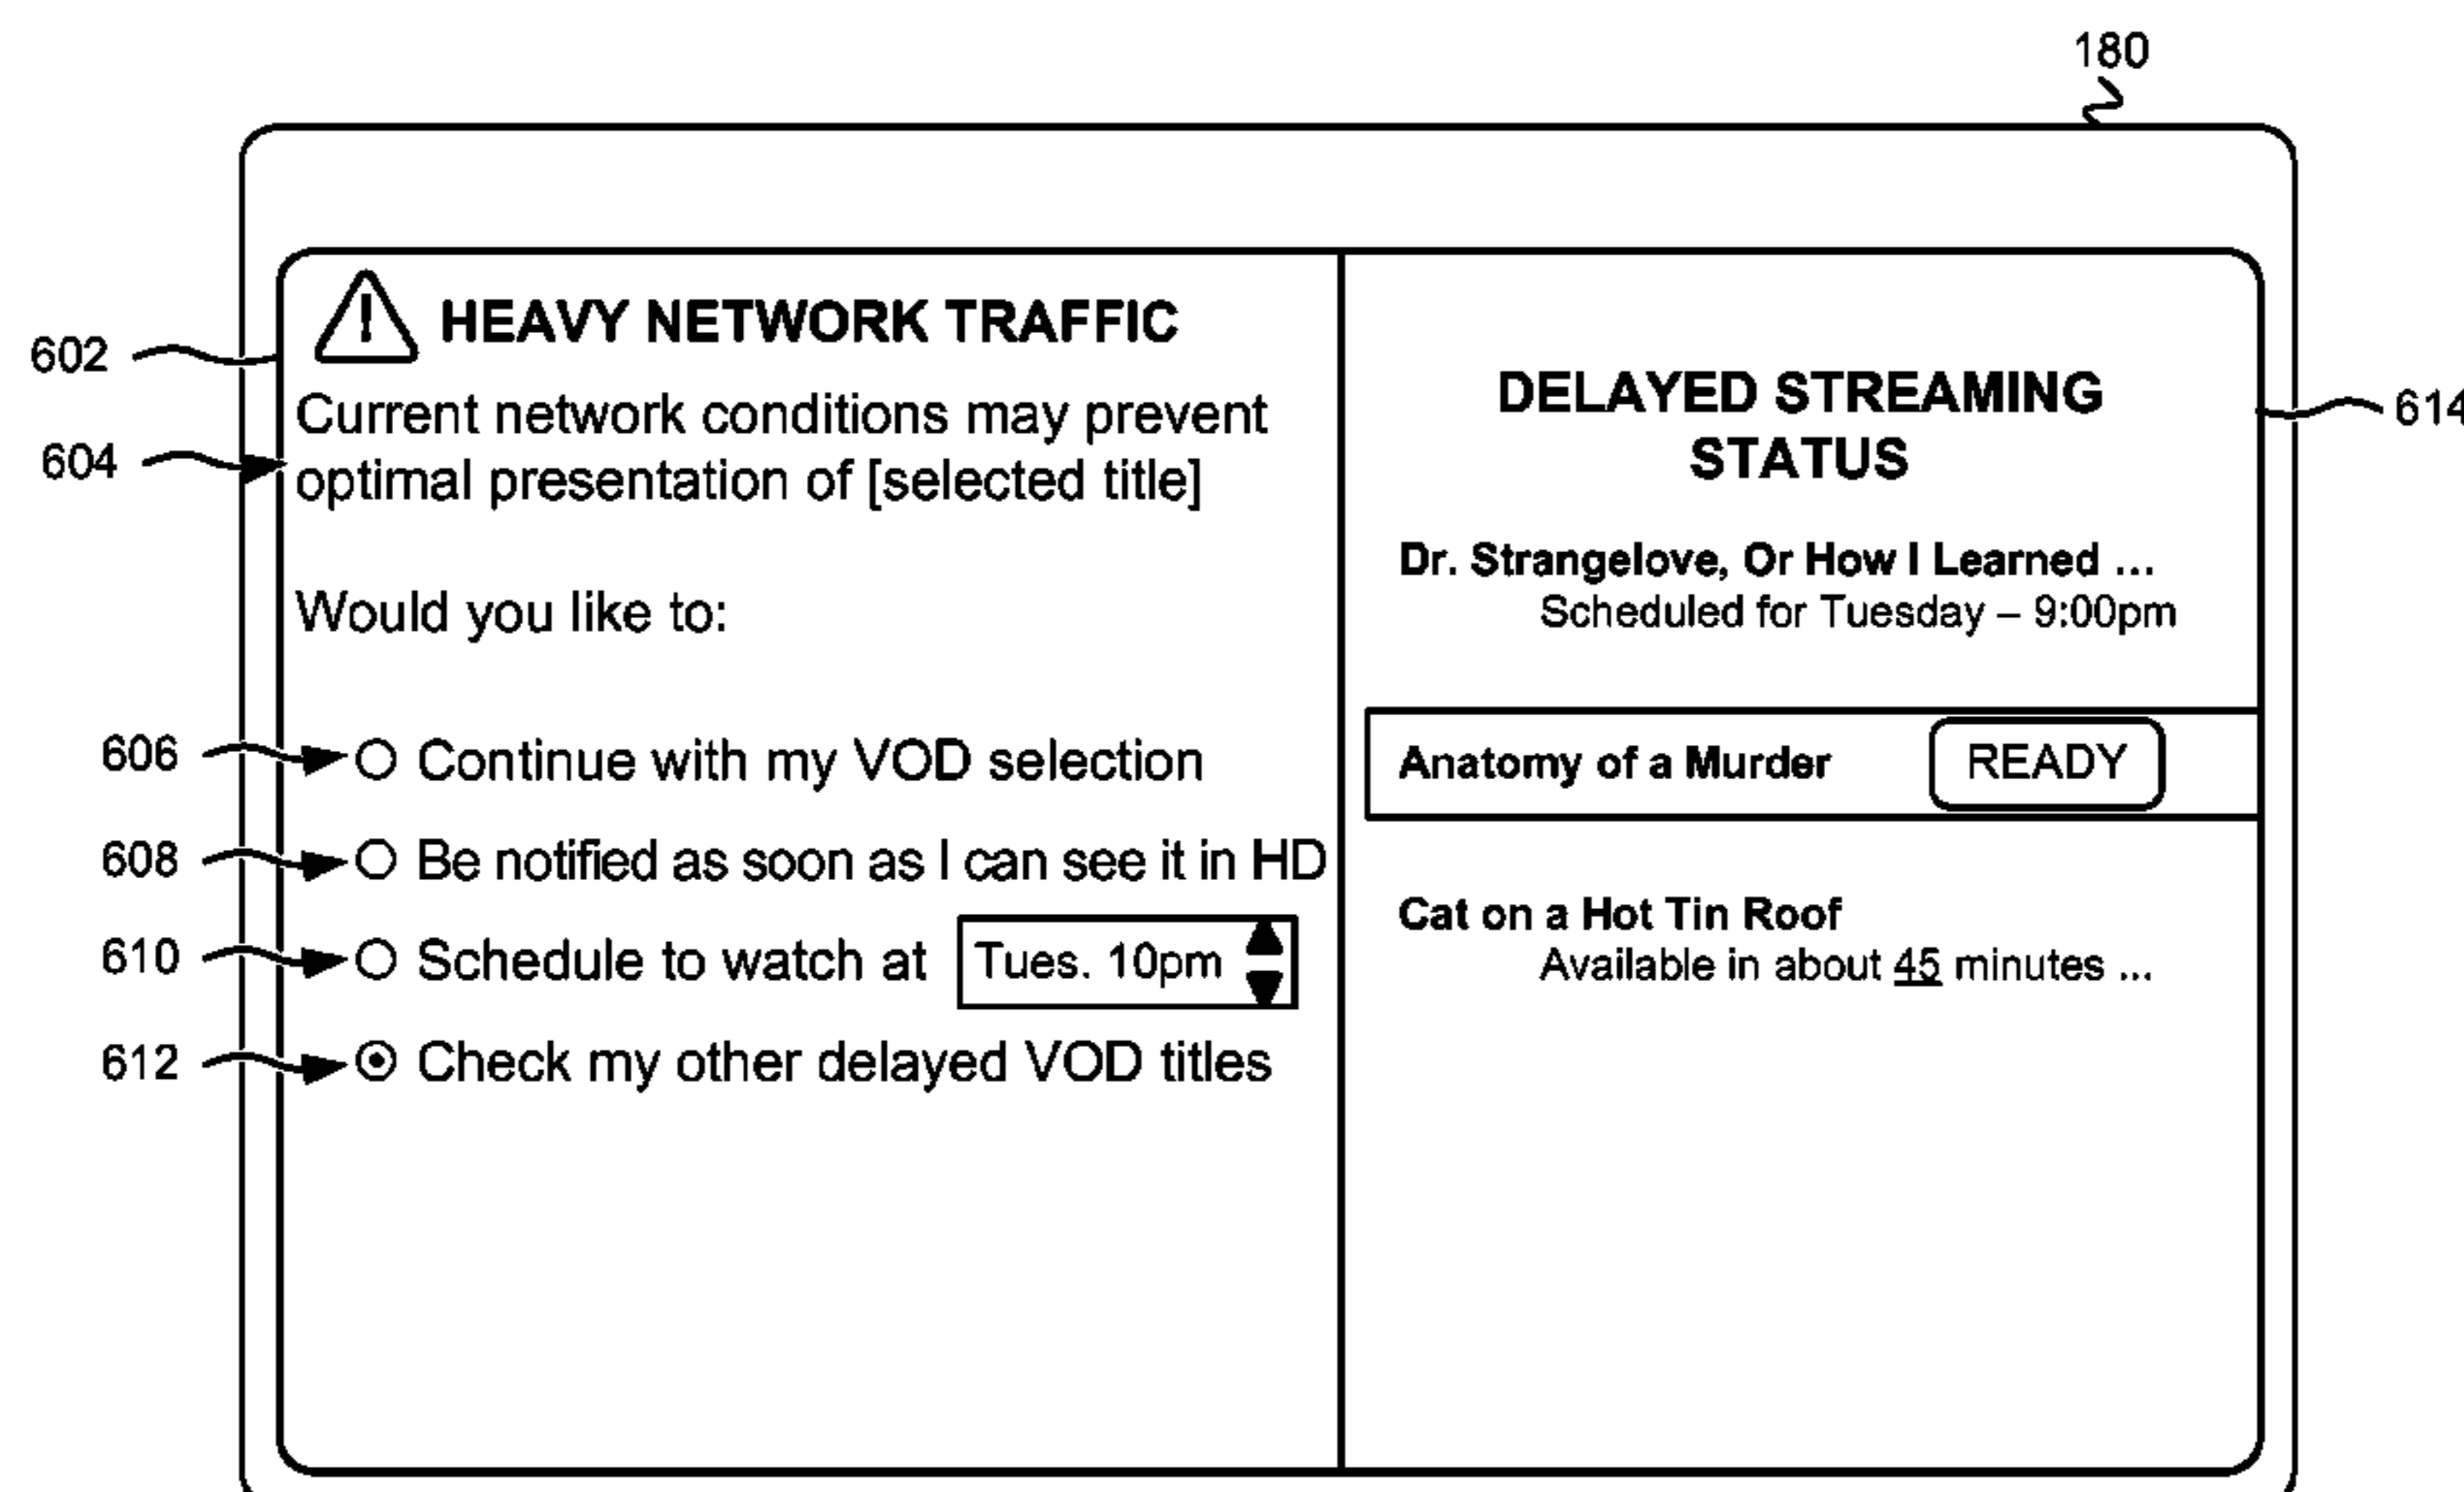 180
HEAVY NETWORK TRAFFIC
602
Current network conditions may prevent
604
optimal presentation of [selected title]
Would you like to:
606
Continue with my VOD selection
608
Be notified as soon as I can see it in HD
610
Schedule to watch at Tues. 10pm
612
Check my other delayed VOD titles
DELAYED STREAMING
STATUS
614
Dr. Strangelove, Or How I Learned ...
Scheduled for Tuesday – 9:00pm
Anatomy of a Murder READY
Cat on a Hot Tin Roof
Available in about 45 minutes ...